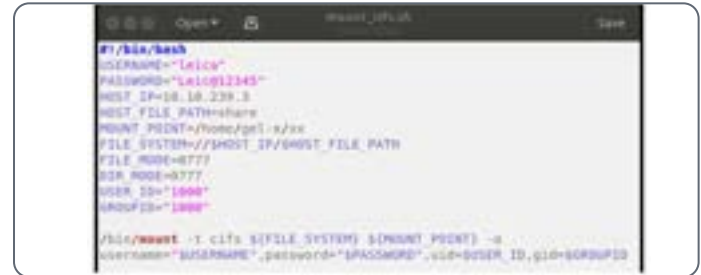 Open
mount_cifs.sh
Save
#!/bin/bash
USERNAME="Leica"
PASSWORD="Leic@12345"
HOST_IP=10.10.239.3
HOST_FILE_PATH=share
MOUNT_POINT=/home/gel-x/xx
FILE_SYSTEM=//$HOST_IP/$HOST_FILE_PATH
FILE_MODE=0777
DIR_MODE=0777
USER_ID="1000"
GROUPID="1000"
/bin/mount -t cifs ${FILE_SYSTEM} ${MOUNT_POINT} -o
username="$USERNAME",password="$PASSWORD",uid=$USER_ID,gid=$GROUPID